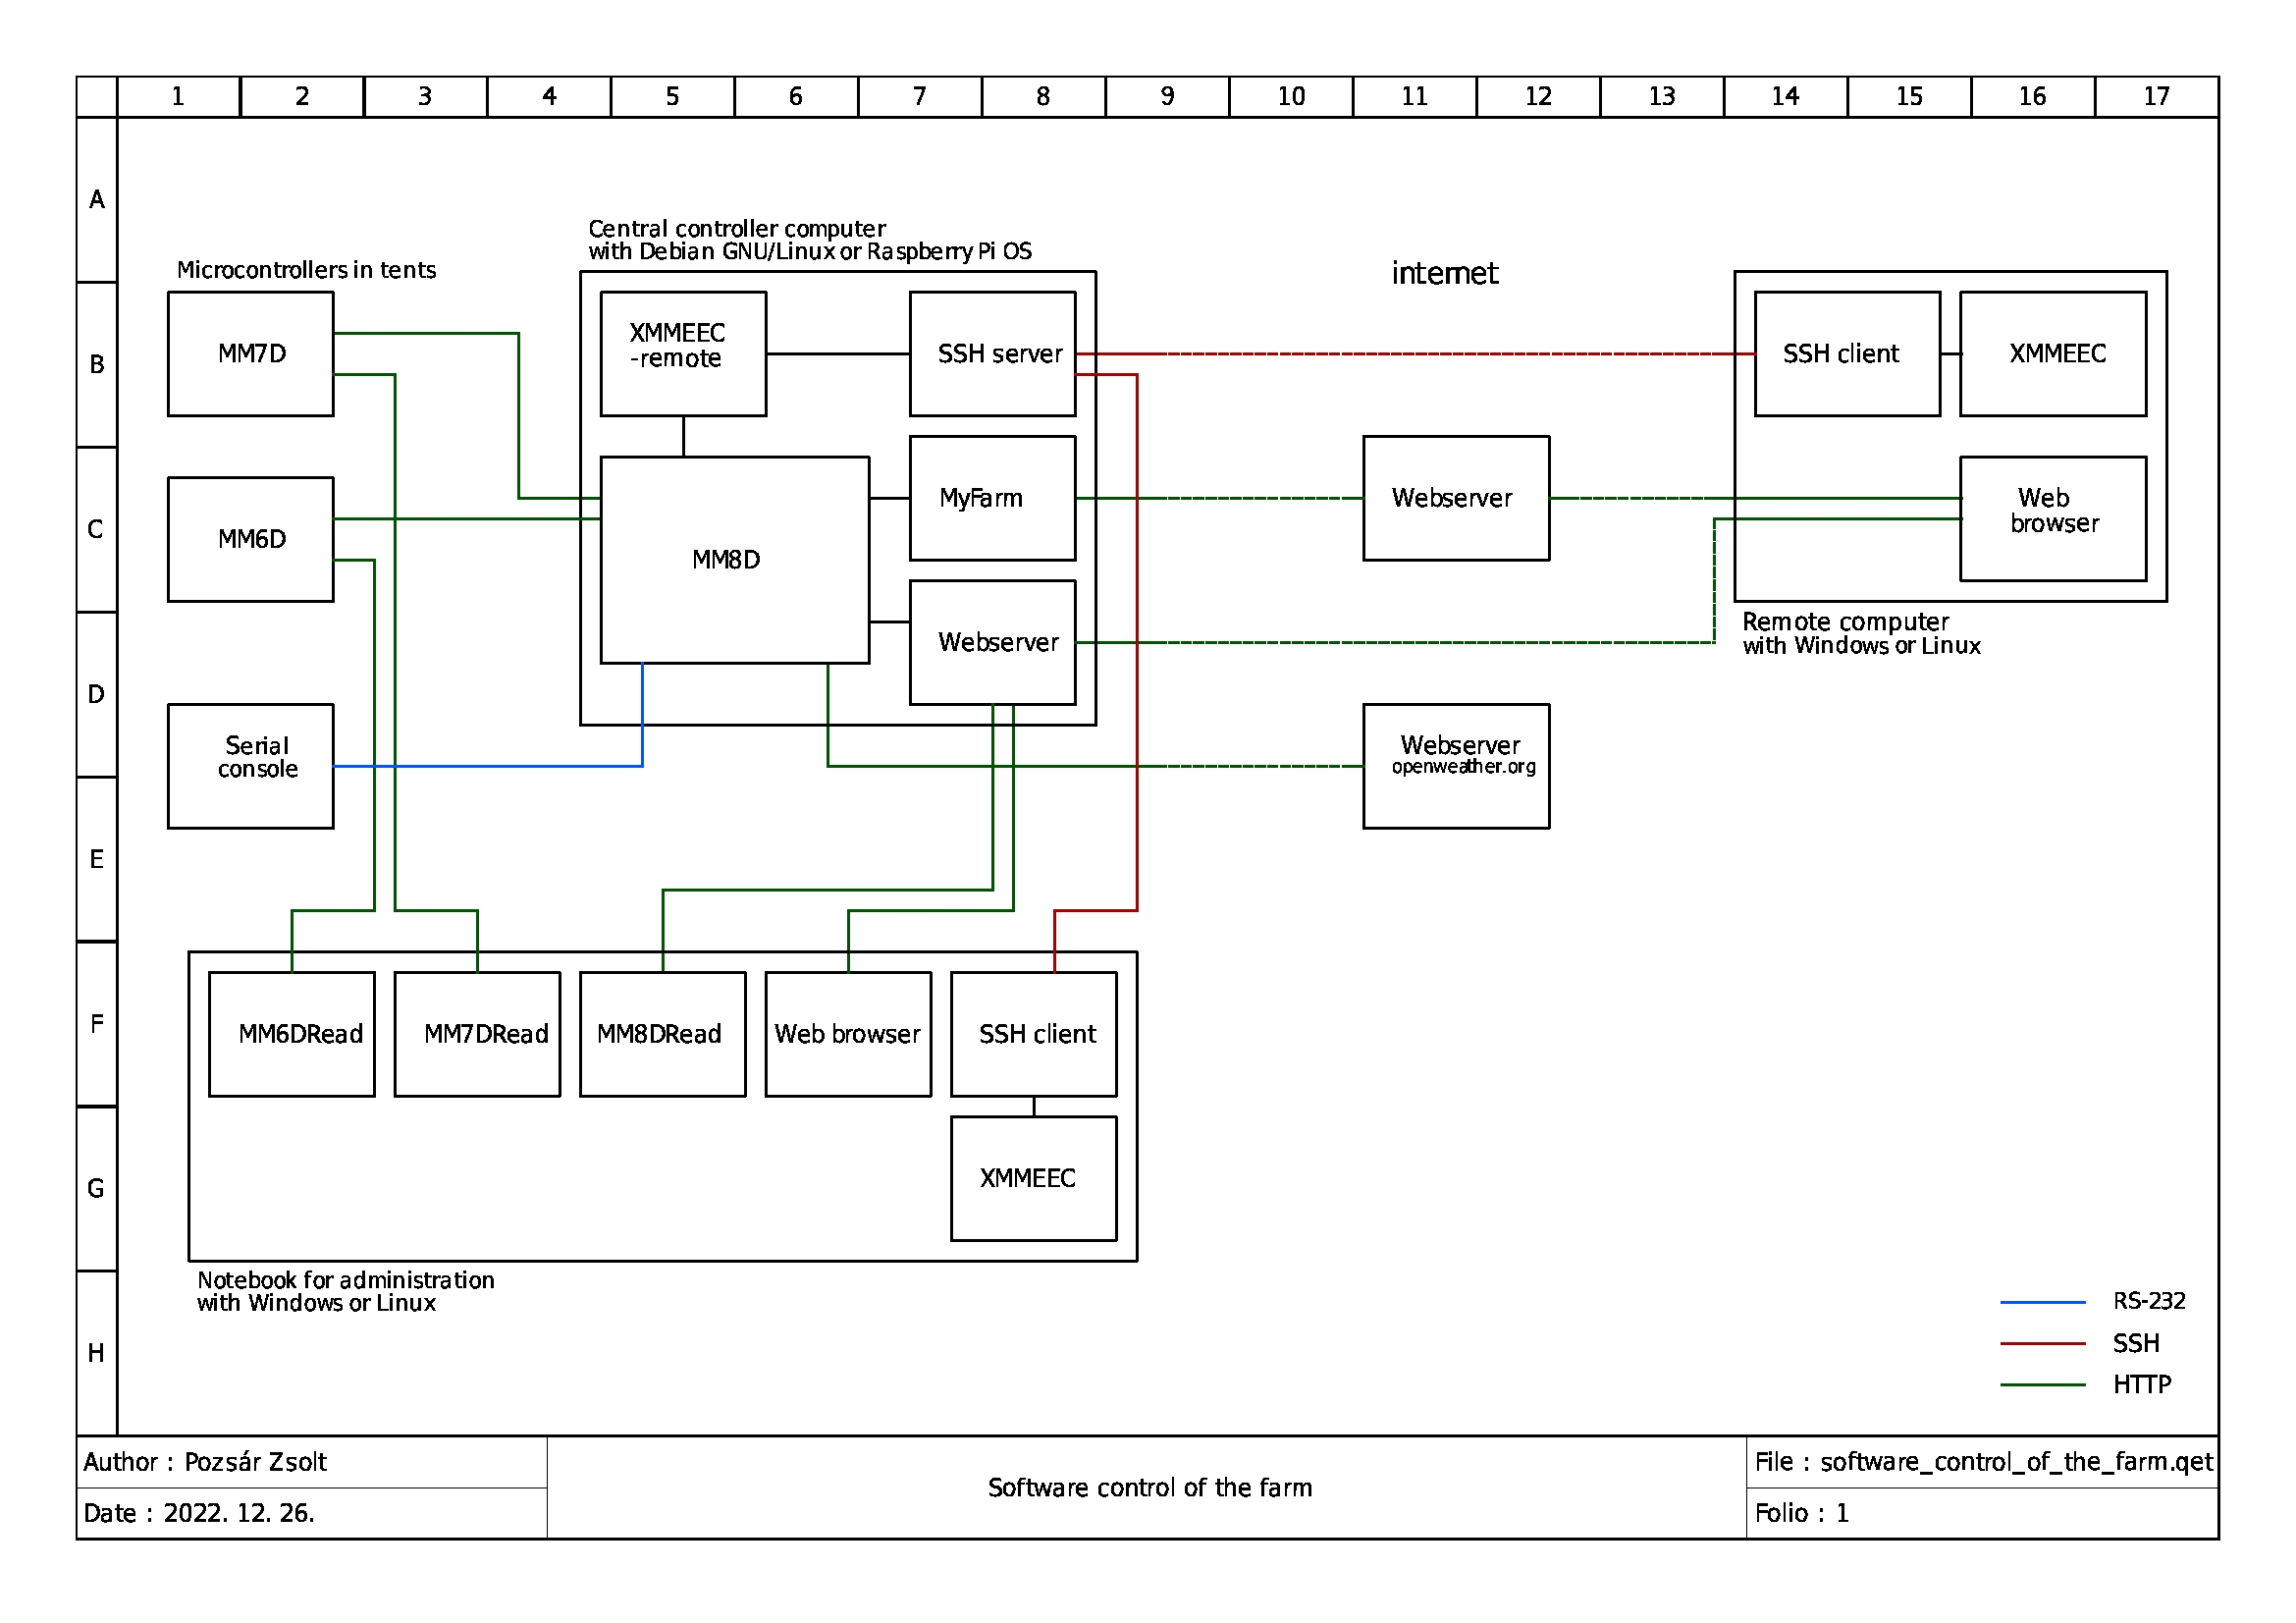 1 2 3 4 5 6 7 8 9 10 11 12 13 14 15 16 17
A
B
C
D
E
F
G
H
Microcontrollers in tents
MM7D
MM6D
Serial
console
Central controller computer
with Debian GNU/Linux or Raspberry Pi OS
XMMEEC
-remote
SSH server
MyFarm
MM8D
Webserver
internet
Webserver
Webserver
openweather.org
SSH client
XMMEEC
Web
browser
Remote computer
with Windows or Linux
MM6DRead
MM7DRead
MM8DRead
Web browser
SSH client
XMMEEC
Notebook for administration
with Windows or Linux
RS-232
SSH
HTTP
Author : Pozsár Zsolt
Date : 2022. 12. 26.
Software control of the farm
File : software_control_of_the_farm.qet
Folio : 1